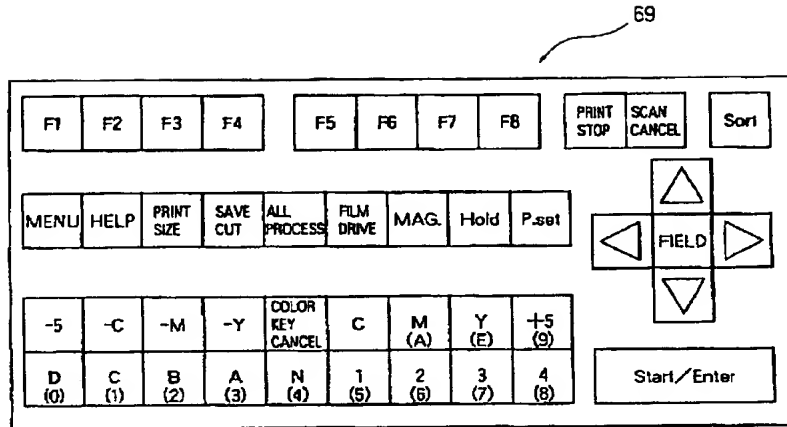 69
F1 F2 F3 F4 F5 F6 F7 F8 PRINT STOP SCAN CANCEL Sort
MENU HELP PRINT SIZE SAVE CUT ALL PROCESS FILM DRIVE MAG. Hold P.set
FIELD
-5 -C -M -Y COLOR KEY CANCEL C M (A) Y (E) +5 (9)
D (0) C (1) B (2) A (3) N (4) 1 (5) 2 (6) 3 (7) 4 (8)
Start/Enter